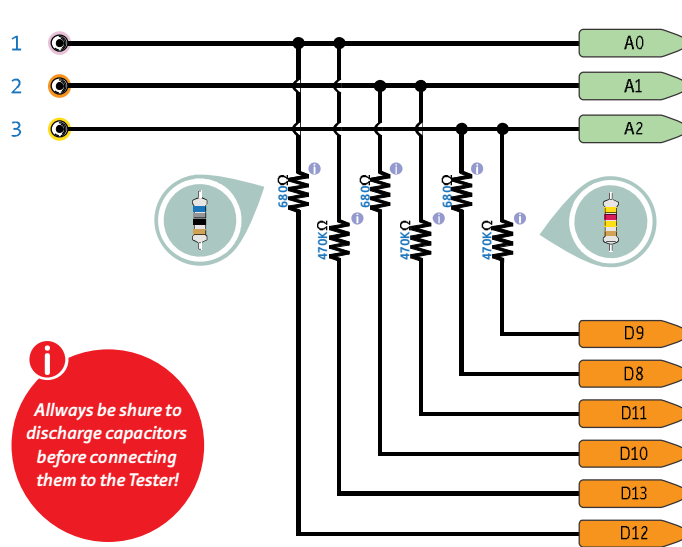 1
A0
2
A1
3
A2
680Ω
i
680Ω
i
680Ω
i
470KΩ
i
470KΩ
i
470KΩ
i
D9
D8
D11
D10
D13
D12
i
Allways be shure to
discharge capacitors
before connecting
them to the Tester!